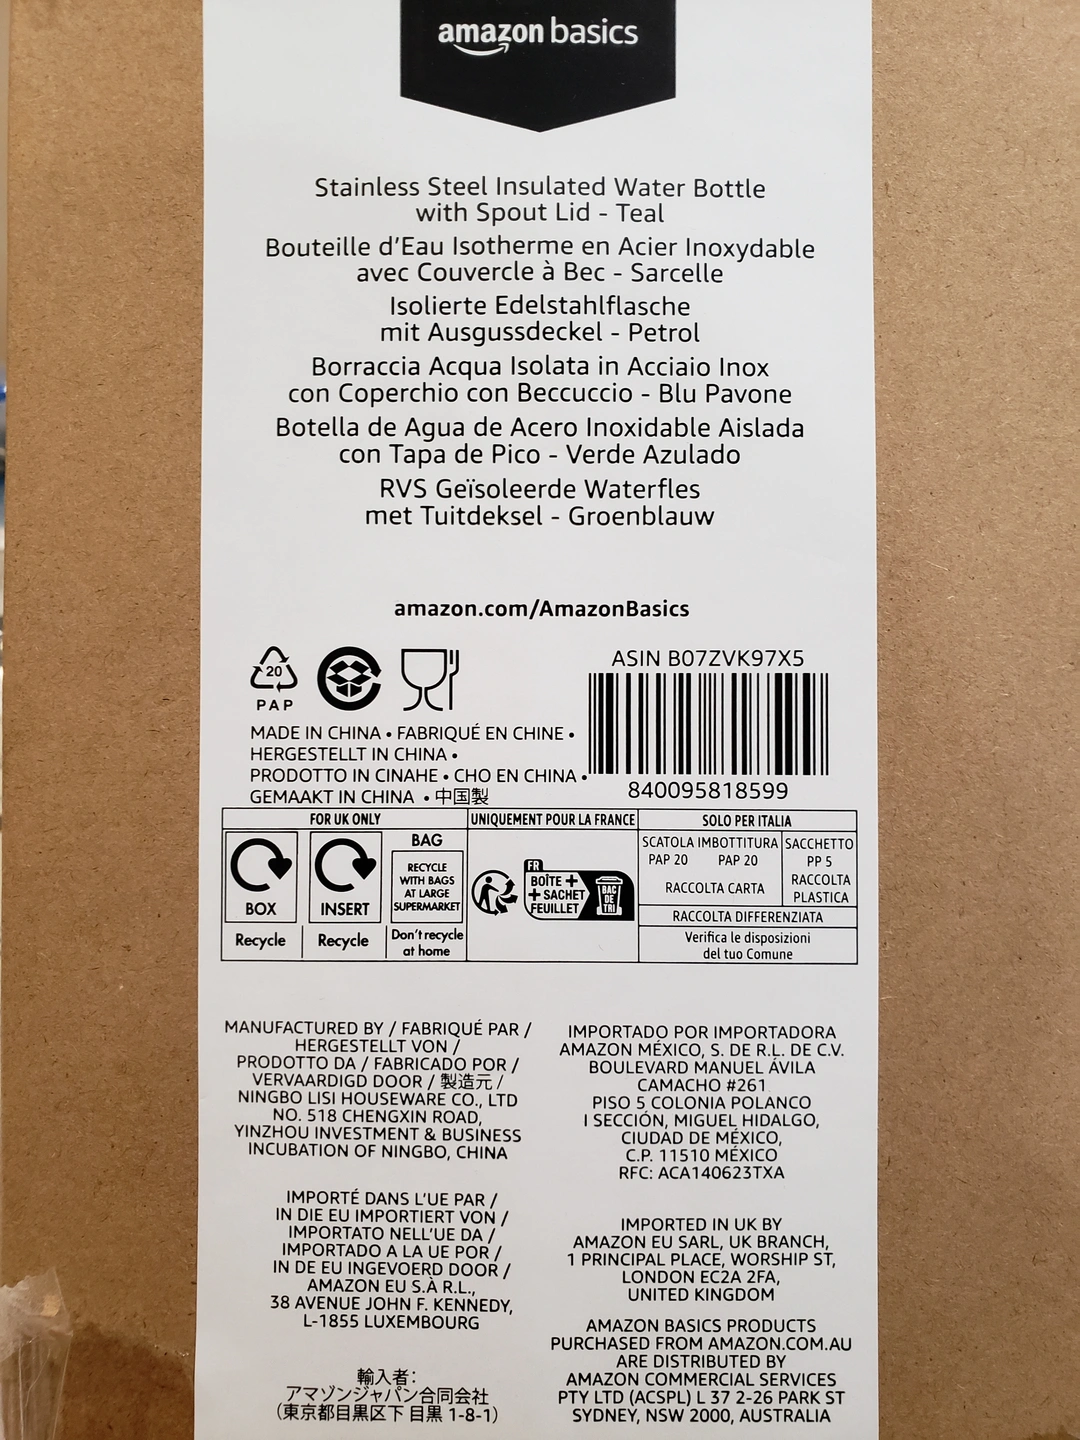 amazon basics
Stainless Steel Insulated Water Bottle
with Spout Lid - Teal
Bouteille d'Eau Isotherme en Acier Inoxydable
avec Couvercle à Bec - Sarcelle
Isolierte Edelstahlflasche
mit Ausgussdeckel - Petrol
Borraccia Acqua Isolata in Acciaio Inox
con Coperchio con Beccuccio - Blu Pavone
Botella de Agua de Acero Inoxidable Aislada
con Tapa de Pico - Verde Azulado
RVS Geïsoleerde Waterfles
met Tuitdeksel - Groenblauw
amazon.com/AmazonBasics
20
PAP
ASIN B07ZVK97X5
840095818599
MADE IN CHINA • FABRIQUÉ EN CHINE •
HERGESTELLT IN CHINA •
PRODOTTO IN CINAHE • CHO EN CHINA •
GEMAAKT IN CHINA • 中国製
FOR UK ONLY
BOX
Recycle
INSERT
Recycle
BAG
RECYCLE
WITH BAGS
AT LARGE
SUPERMARKET
Don't recycle
at home
UNIQUEMENT POUR LA FRANCE
FR
BOÎTE +
+ SACHET
FEUILLET
BAC
DE
TRI
SOLO PER ITALIA
SCATOLA IMBOTTITURA
PAP 20 PAP 20
RACCOLTA CARTA
SACCHETTO
PP 5
RACCOLTA
PLASTICA
RACCOLTA DIFFERENZIATA
Verifica le disposizioni
del tuo Comune
MANUFACTURED BY / FABRIQUÉ PAR /
HERGESTELLT VON /
PRODOTTO DA / FABRICADO POR /
VERVAARDIGD DOOR / 製造元 /
NINGBO LISI HOUSEWARE CO., LTD
NO. 518 CHENGXIN ROAD,
YINZHOU INVESTMENT & BUSINESS
INCUBATION OF NINGBO, CHINA
IMPORTÉ DANS L'UE PAR /
IN DIE EU IMPORTIERT VON /
IMPORTATO NELL'UE DA /
IMPORTADO A LA UE POR /
IN DE EU INGEVOERD DOOR /
AMAZON EU S.À R.L.,
38 AVENUE JOHN F. KENNEDY,
L-1855 LUXEMBOURG
輸入者:
アマゾンジャパン合同会社
(東京都目黒区下 目黒 1-8-1)
IMPORTADO POR IMPORTADORA
AMAZON MÉXICO, S. DE R.L. DE C.V.
BOULEVARD MANUEL ÁVILA
CAMACHO #261
PISO 5 COLONIA POLANCO
I SECCIÓN, MIGUEL HIDALGO,
CIUDAD DE MÉXICO,
C.P. 11510 MÉXICO
RFC: ACA140623TXA
IMPORTED IN UK BY
AMAZON EU SARL, UK BRANCH,
1 PRINCIPAL PLACE, WORSHIP ST,
LONDON EC2A 2FA,
UNITED KINGDOM
AMAZON BASICS PRODUCTS
PURCHASED FROM AMAZON.COM.AU
ARE DISTRIBUTED BY
AMAZON COMMERCIAL SERVICES
PTY LTD (ACSPL) L 37 2-26 PARK ST
SYDNEY, NSW 2000, AUSTRALIA